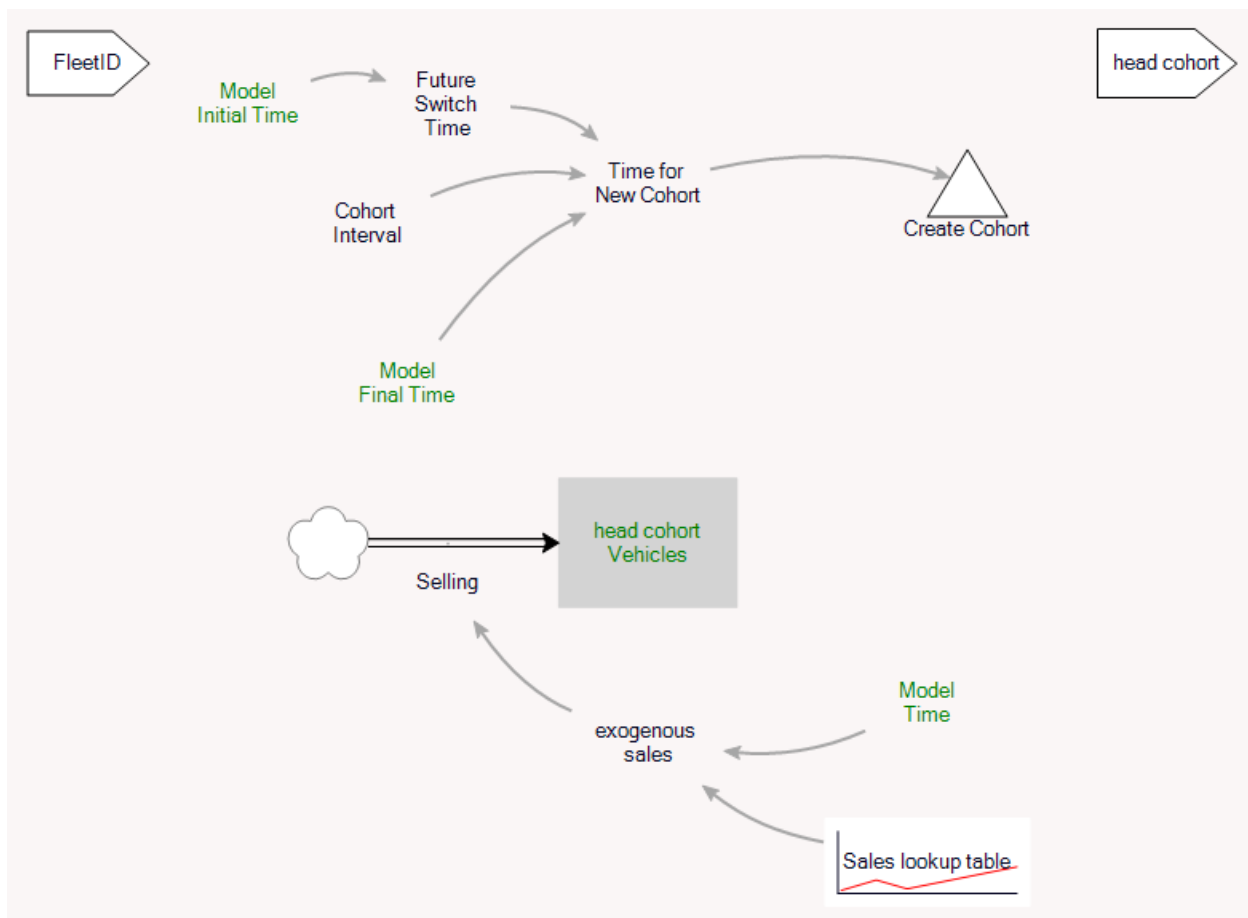 FleetID
head cohort
Model
Initial Time
Future
Switch
Time
Time for
New Cohort
Cohort
Interval
Create Cohort
Model
Final Time
head cohort
Vehicles
Selling
Model
Time
exogenous
sales
Sales lookup table